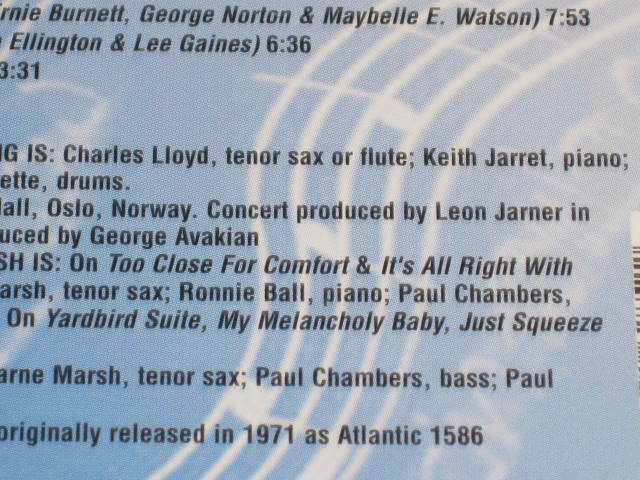 rnie Burnett, George Norton & Maybelle E. Watson) 7:53
Ellington & Lee Gaines) 6:36
3:31
NG IS: Charles Lloyd, tenor sax or flute; Keith Jarret, piano;
ette, drums.
Hall, Oslo, Norway. Concert produced by Leon Jarner in
uced by George Avakian
SH IS: On Too Close For Comfort & It's All Right With
arsh, tenor sax; Ronnie Ball, piano; Paul Chambers,
On Yardbird Suite, My Melancholy Baby, Just Squeeze
arne Marsh, tenor sax; Paul Chambers, bass; Paul
originally released in 1971 as Atlantic 1586